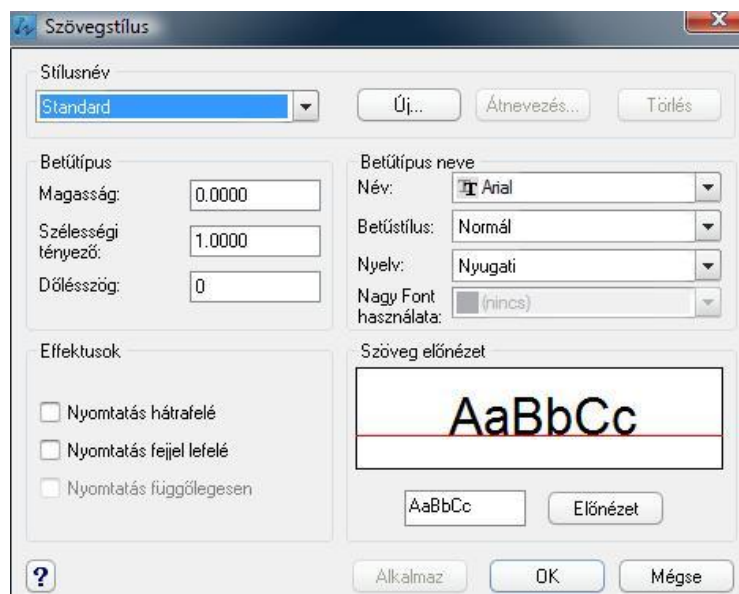 Szövegstílus
Stílusnév
Standard
Új...
Átnevezés...
Törlés
Betűtípus
Magasság:
0.0000
Szélességi
tényező:
1.0000
Dőlésszög:
0
Betűtípus neve
Név:
Arial
Betűstílus:
Normál
Nyelv:
Nyugati
Nagy Font
használata:
(nincs)
Effektusok
Nyomtatás hátrafelé
Nyomtatás fejjel lefelé
Nyomtatás függőlegesen
Szöveg előnézet
AaBbCc
AaBbCc
Előnézet
?
Alkalmaz
OK
Mégse